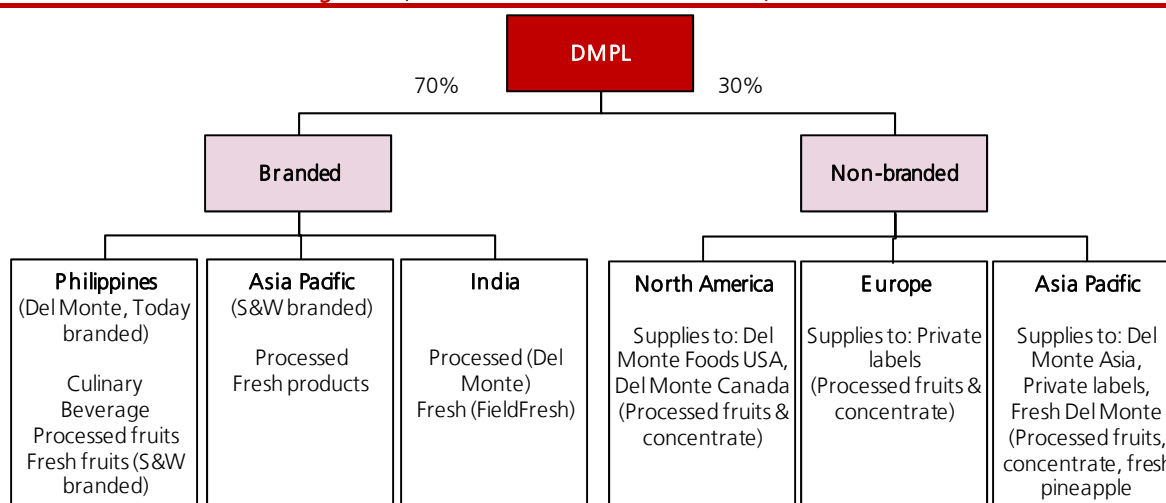 DMPL
70%
30%
Branded
Non-branded
Philippines
(Del Monte, Today
branded)
Culinary
Beverage
Processed fruits
Fresh fruits (S&W
branded)
Asia Pacific
(S&W branded)
Processed
Fresh products
India
Processed (Del
Monte)
Fresh (FieldFresh)
North America
Supplies to: Del
Monte Foods USA,
Del Monte Canada
(Processed fruits &
concentrate)
Europe
Supplies to: Private
labels
(Processed fruits &
concentrate)
Asia Pacific
Supplies to: Del
Monte Asia,
Private labels,
Fresh Del Monte
(Processed fruits,
concentrate, fresh
pineapple